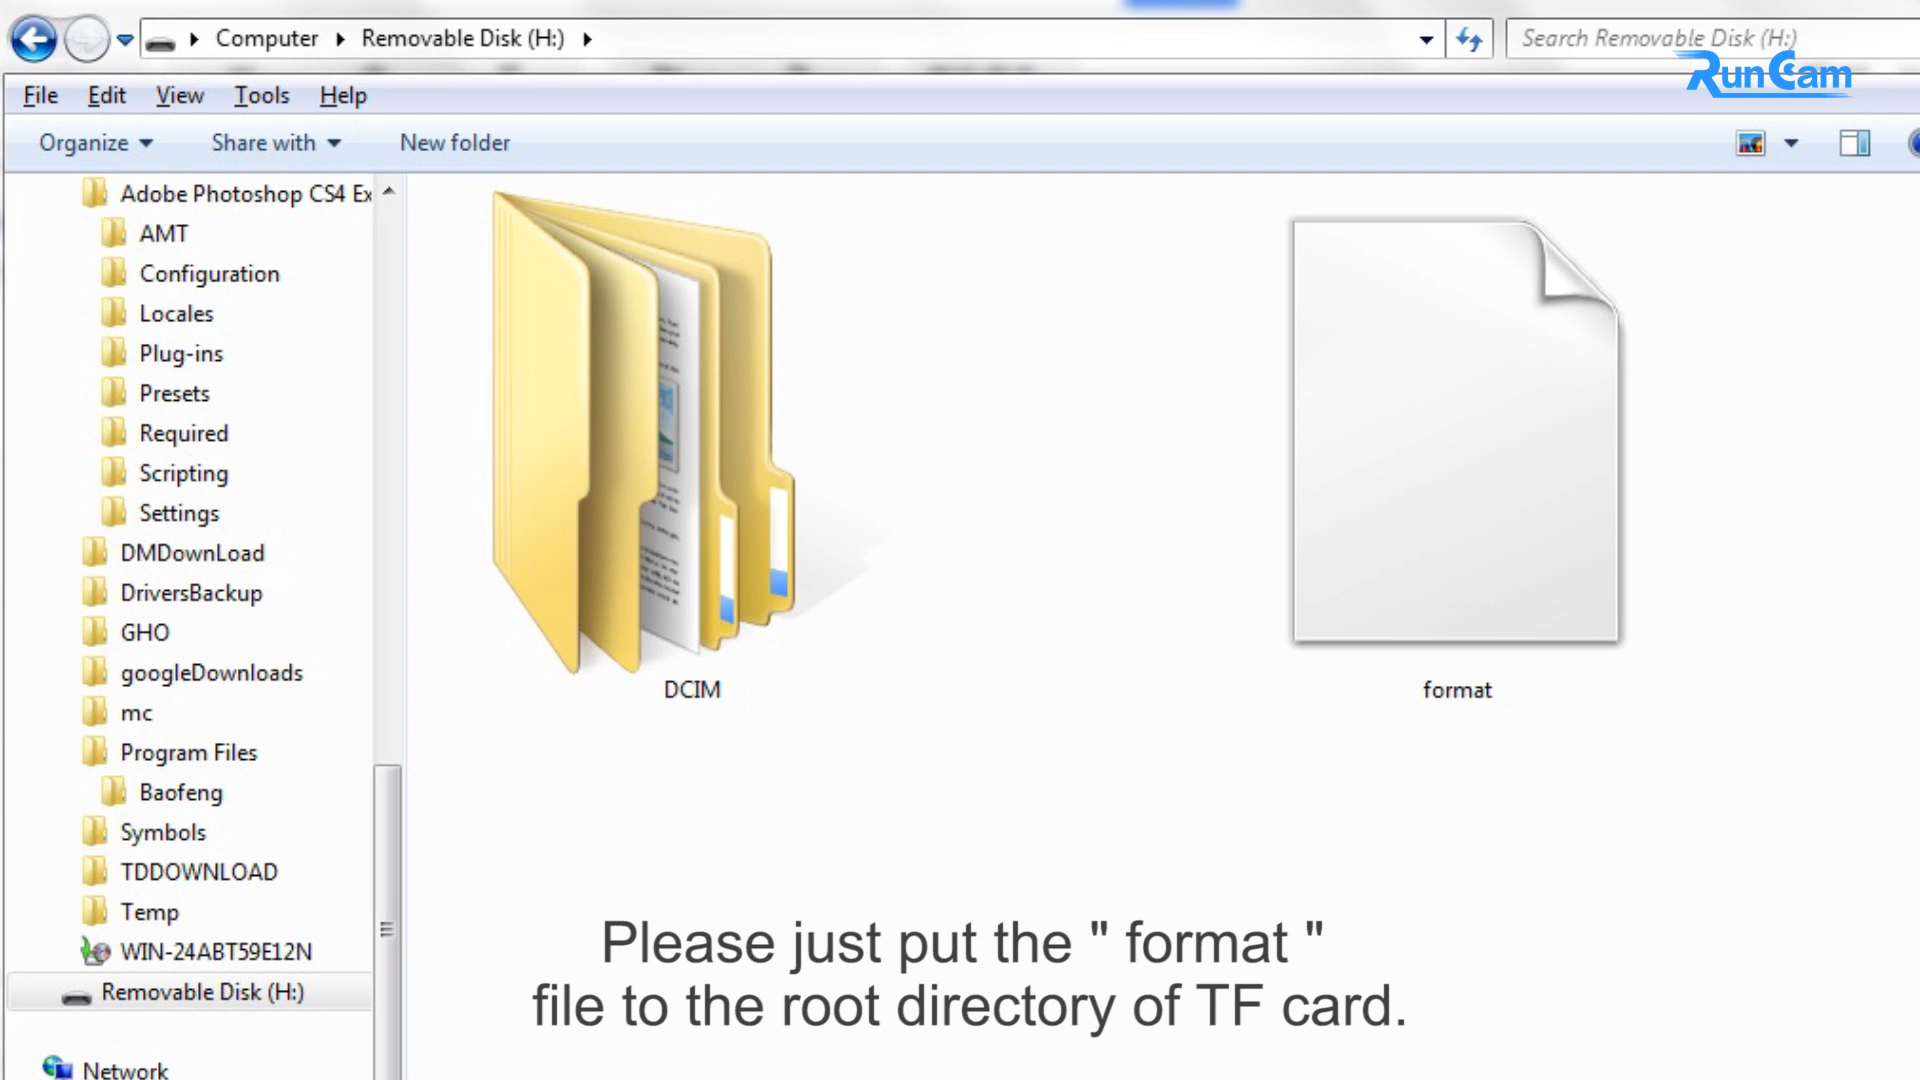 Computer
Removable Disk (H:)
Search Removable Disk (H:)
RunCam
File Edit View Tools Help
Organize Share with New folder
Adobe Photoshop CS4 Ex
AMT
Configuration
Locales
Plug-ins
Presets
Required
Scripting
Settings
DMDownLoad
DriversBackup
GHO
googleDownloads
mc
Program Files
Baofeng
Symbols
TDDOWNLOAD
Temp
WIN-24ABT59E12N
Removable Disk (H:)
Network
DCIM
format
Please just put the " format "
file to the root directory of TF card.